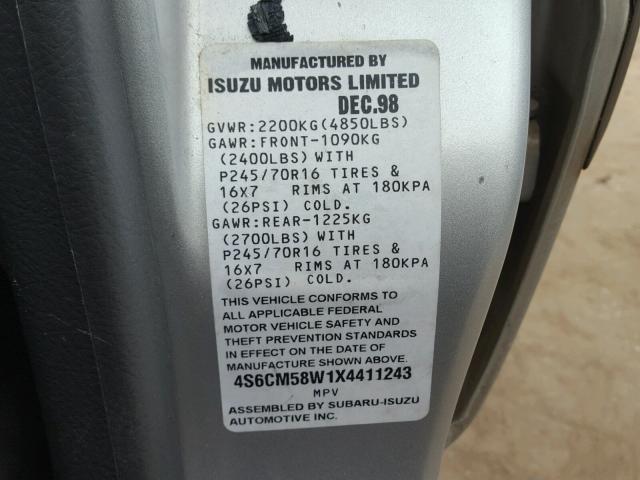 MANUFACTURED BY
ISUZU MOTORS LIMITED
DEC.98
GVWR:2200KG(4850LBS)
GAWR:FRONT-1090KG
(2400LBS) WITH
P245/70R16 TIRES &
16X7 RIMS AT 180KPA
(26PSI) COLD.
GAWR:REAR-1225KG
(2700LBS) WITH
P245/70R16 TIRES &
16X7 RIMS AT 180KPA
(26PSI) COLD.
THIS VEHICLE CONFORMS TO
ALL APPLICABLE FEDERAL
MOTOR VEHICLE SAFETY AND
THEFT PREVENTION STANDARDS
IN EFFECT ON THE DATE OF
MANUFACTURE SHOWN ABOVE.
4S6CM58W1X4411243
MPV
ASSEMBLED BY SUBARU-ISUZU
AUTOMOTIVE INC.